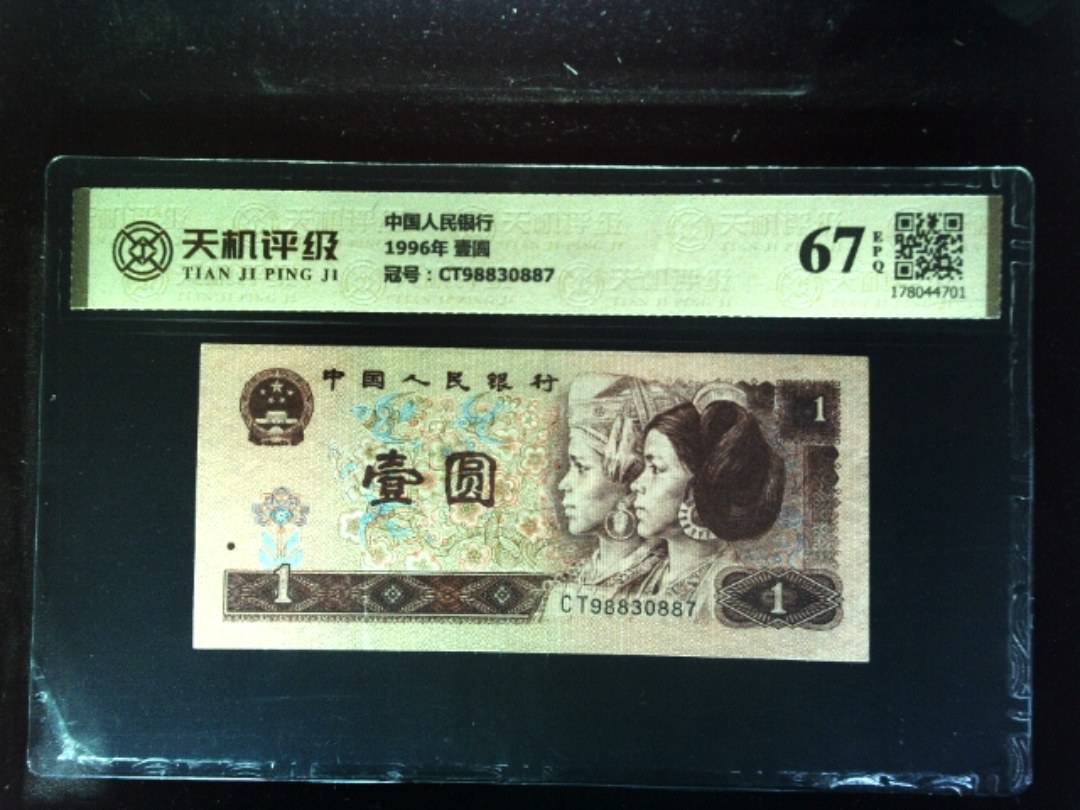 天机评级
TIAN JI PING JI
中国人民银行
1996年 壹圆
冠号：CT98830887
67
EPQ
178044701
中国人民银行
1
壹圆
1
CT98830887
1